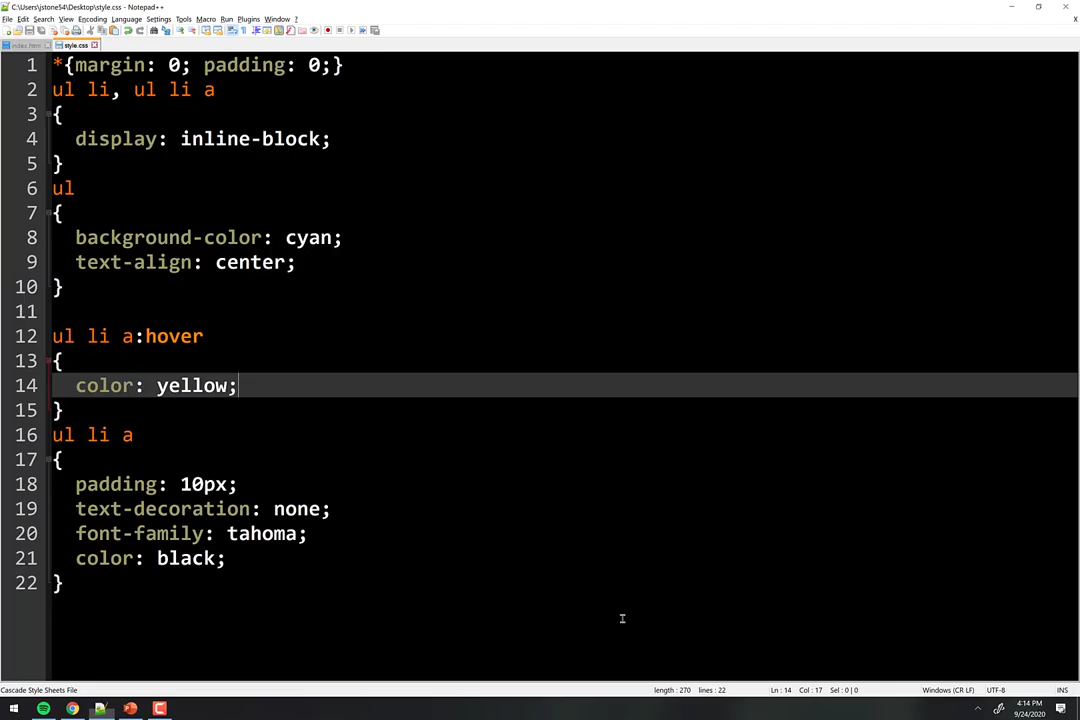 C:\Users\jstone54\Desktop\style.css - Notepad++
File Edit Search View Encoding Language Settings Tools Macro Run Plugins Window ?
X
index.html style.css
1 *{margin: 0; padding: 0;}
2 ul li, ul li a
3 {
4 display: inline-block;
5 }
6 ul
7 {
8 background-color: cyan;
9 text-align: center;
10 }
11
12 ul li a:hover
13 {
14 color: yellow;
15 }
16 ul li a
17 {
18 padding: 10px;
19 text-decoration: none;
20 font-family: tahoma;
21 color: black;
22 }
Cascade Style Sheets File length : 270 lines : 22 Ln : 14 Col : 17 Sel : 0 | 0 Windows (CR LF) UTF-8 INS
4:14 PM
9/24/2020